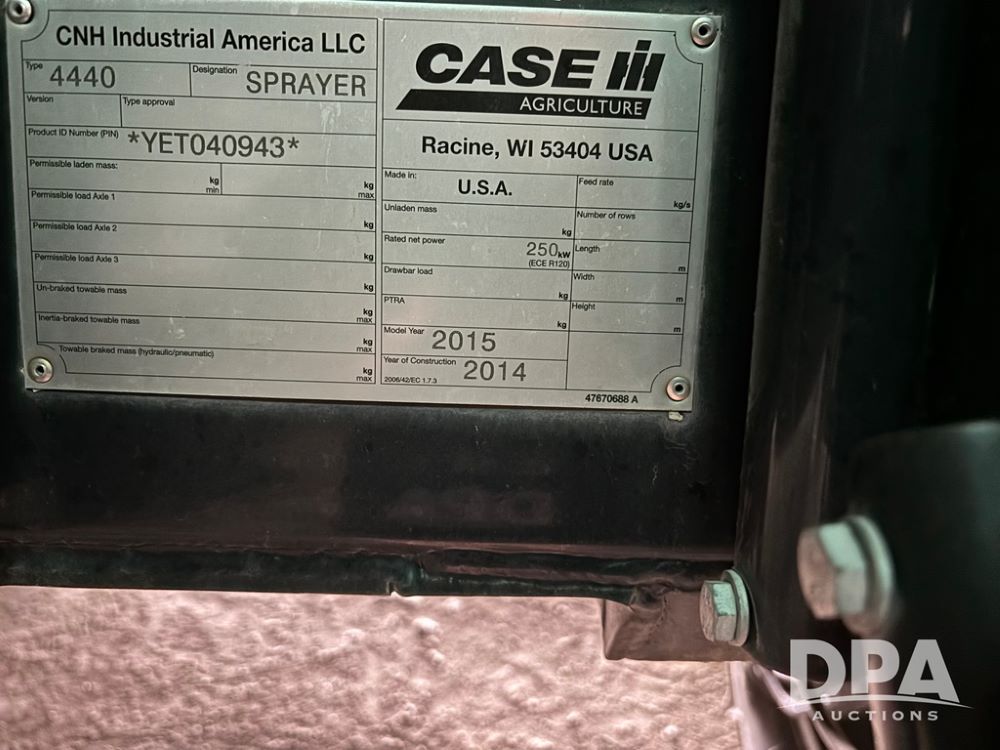 CNH Industrial America LLC
Type 4440 Designation SPRAYER
Version Type approval
Product ID Number (PIN) *YET040943*
Permissible laden mass: kg min kg max
Permissible load Axle 1 kg
Permissible load Axle 2 kg
Permissible load Axle 3 kg
Un-braked towable mass kg max
Inertia-braked towable mass kg max
Towable braked mass (hydraulic/pneumatic) kg max
CASE IH
AGRICULTURE
Racine, WI 53404 USA
Made in: U.S.A.
Unladen mass kg
Rated net power 250 kW
(ECE R120)
Drawbar load kg
PTRA kg
Model Year 2015
Year of Construction 2014
2006/42/EC 1.7.3
Feed rate kg/s
Number of rows
Length m
Width m
Height m
47670688 A
DPA
AUCTIONS